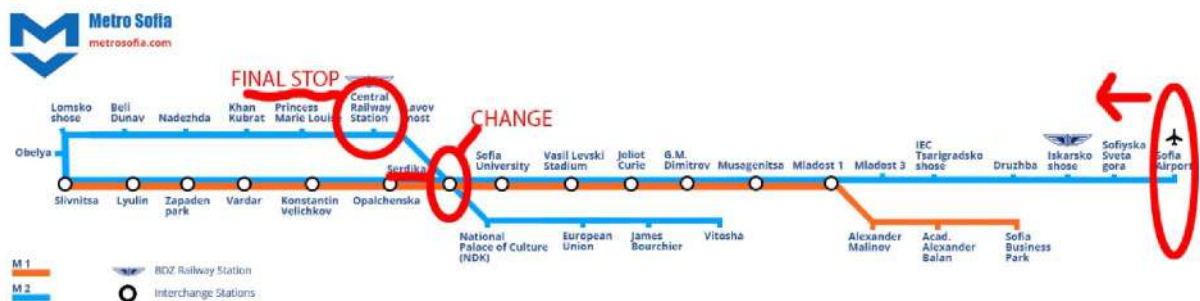 Metro Sofia
metrosofia.com
FINAL STOP
CHANGE
Lomsko
shose
Beli
Dunav
Nadezhda
Khan
Kubrat
Princess
Marie Louise
Central
Railway
Station
Lavov
most
Obelya
Serdika
Sofia
University
Vasil Levski
Stadium
Joliot
Curie
G.M.
Dimitrov
Musagenitsa
Mladost 1
Mladost 3
IEC
Tsarigradsko
shose
Druzhba
Iskarsko
shose
Sofiyska
Sveta
gora
Sofia
Airport
Slivnitsa
Lyulin
Zapaden
park
Vardar
Konstantin
Velichkov
Opalchenska
National
Palace of Culture
(NDK)
European
Union
James
Bourchier
Vitosha
Alexander
Malinov
Acad.
Alexander
Balan
Sofia
Business
Park
M 1
M 2
BDZ Railway Station
Interchange Stations